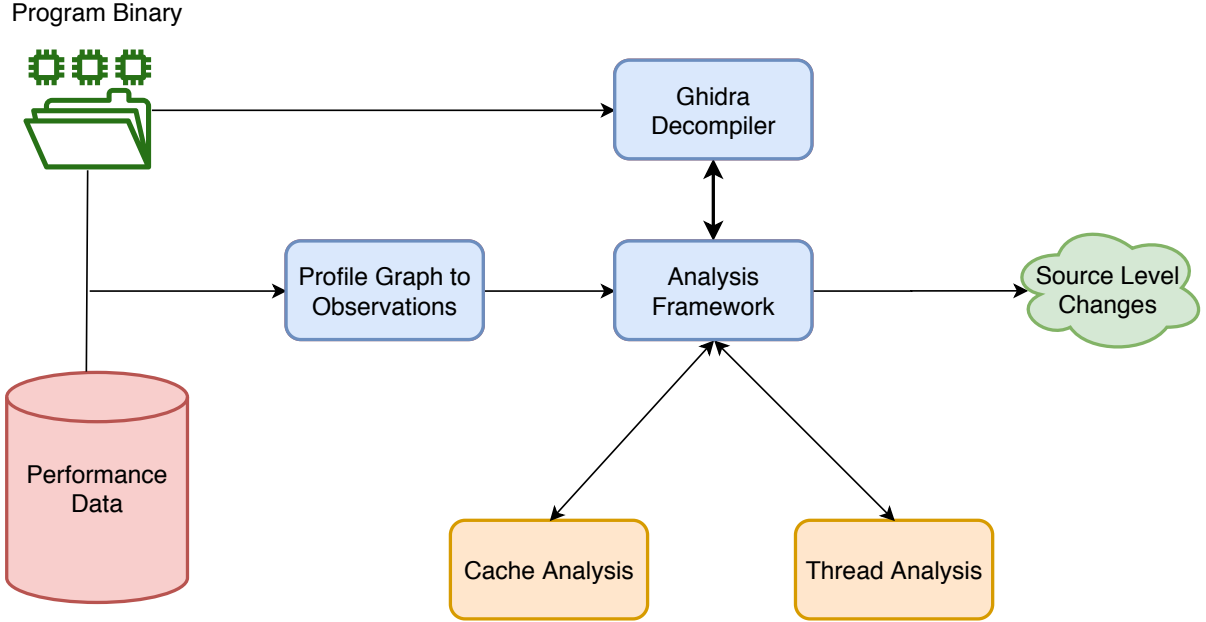 Program Binary
Ghidra
Decompiler
Profile Graph to
Observations
Analysis
Framework
Source Level
Changes
Performance
Data
Cache Analysis
Thread Analysis